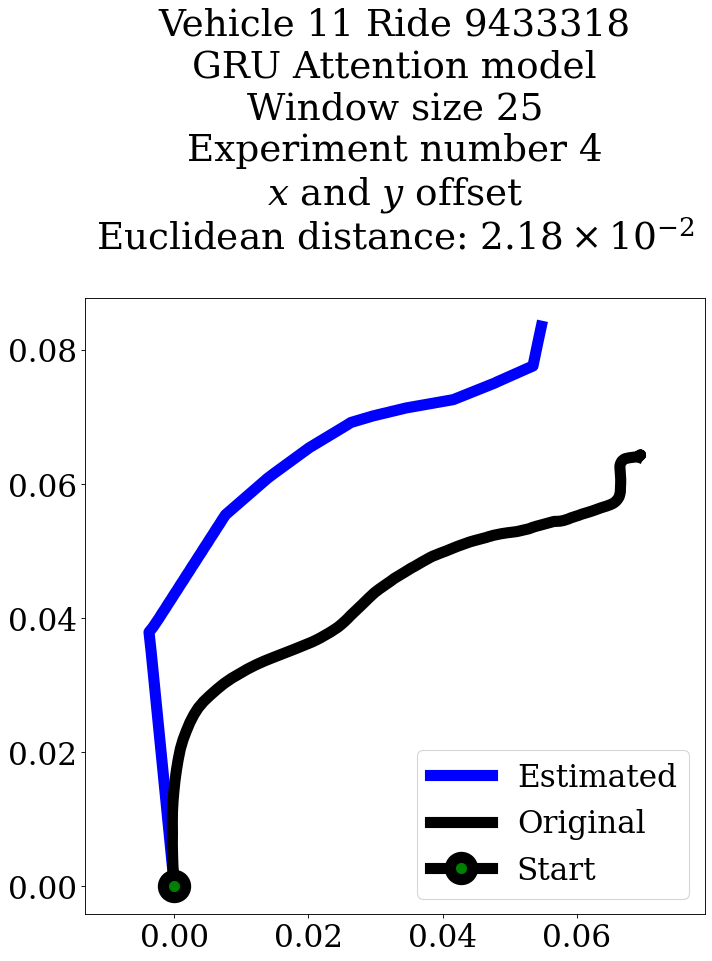 Vehicle 11 Ride 9433318
GRU Attention model
Window size 25
Experiment number 4
x and y offset
Euclidean distance: 2.18 × 10⁻²
0.08
0.06
0.04
0.02
0.00
Estimated
Original
Start
0.00 0.02 0.04 0.06